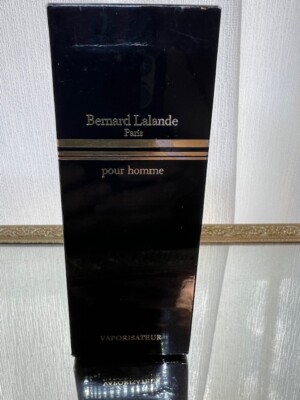 Bernard Lalande
Paris
pour homme
VAPORISATEUR